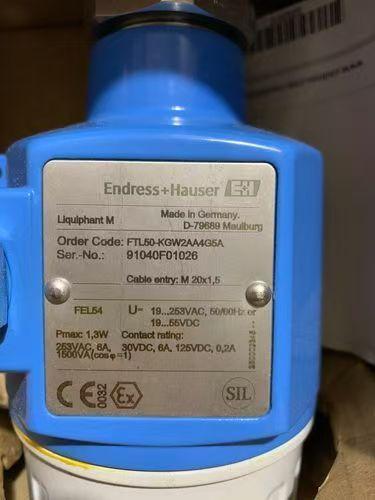 Endress+Hauser EH
Liquiphant M
Made in Germany.
D-79689 Maulburg
Order Code: FTL50-KGW2AA4G5A
Ser.-No.: 91040F01026
Cable entry: M 20x1,5
FEL54
U= 19...253VAC, 50/60Hz or
19...55VDC
Pmax: 1,3W
Contact rating:
253VAC, 6A, 30VDC, 6A, 125VDC, 0,2A
1500VA(cosφ=1)
CE 0032 Ex
SIL